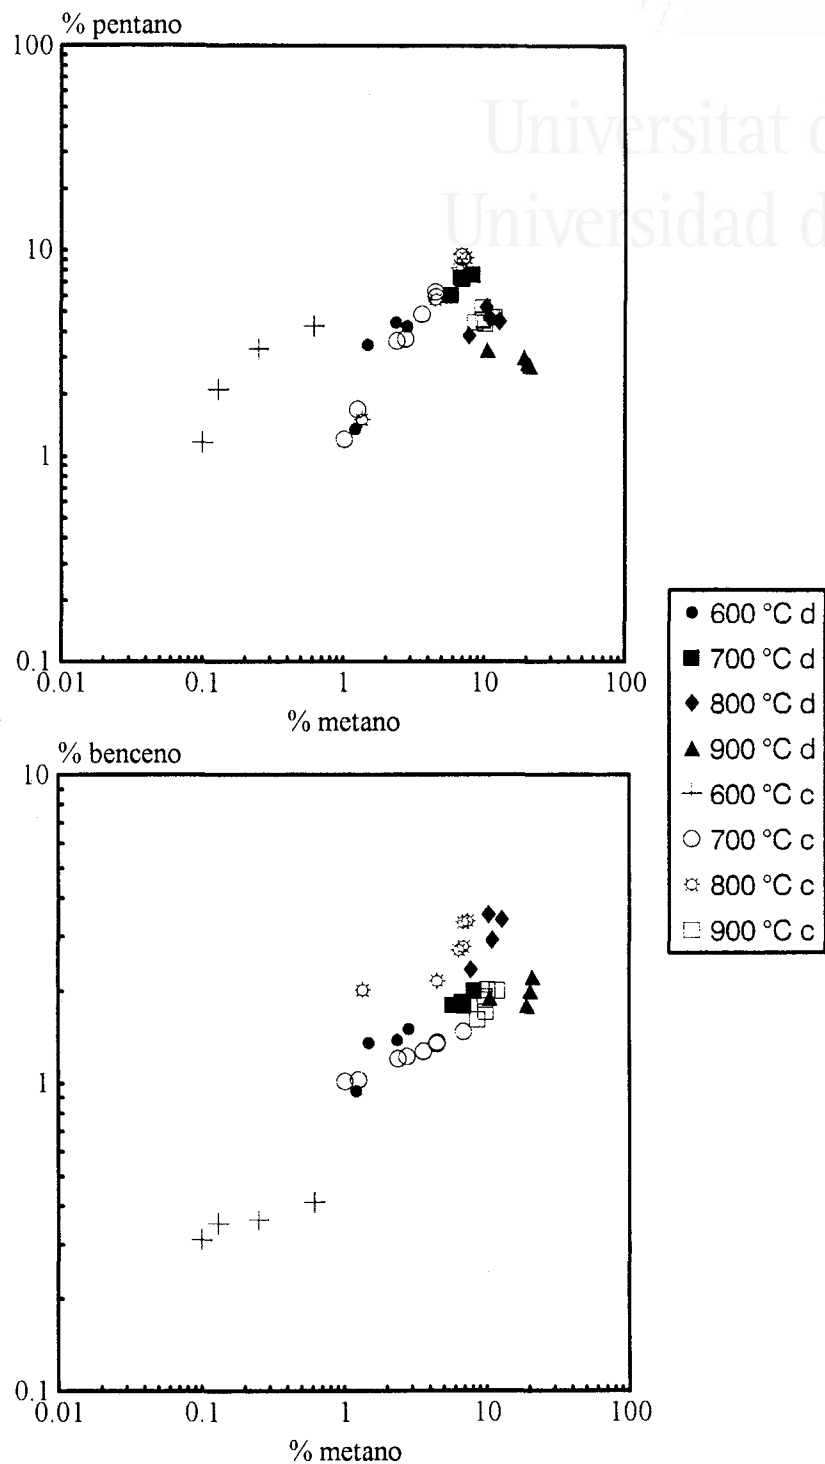 % pentano
100
10
1
0.1
0.01 0.1 1 10 100
% metano
Universitat d
Universidad d
600 °C d
700 °C d
800 °C d
900 °C d
600 °C c
700 °C c
800 °C c
900 °C c
% benceno
10
1
0.1
0.01 0.1 1 10 100
% metano